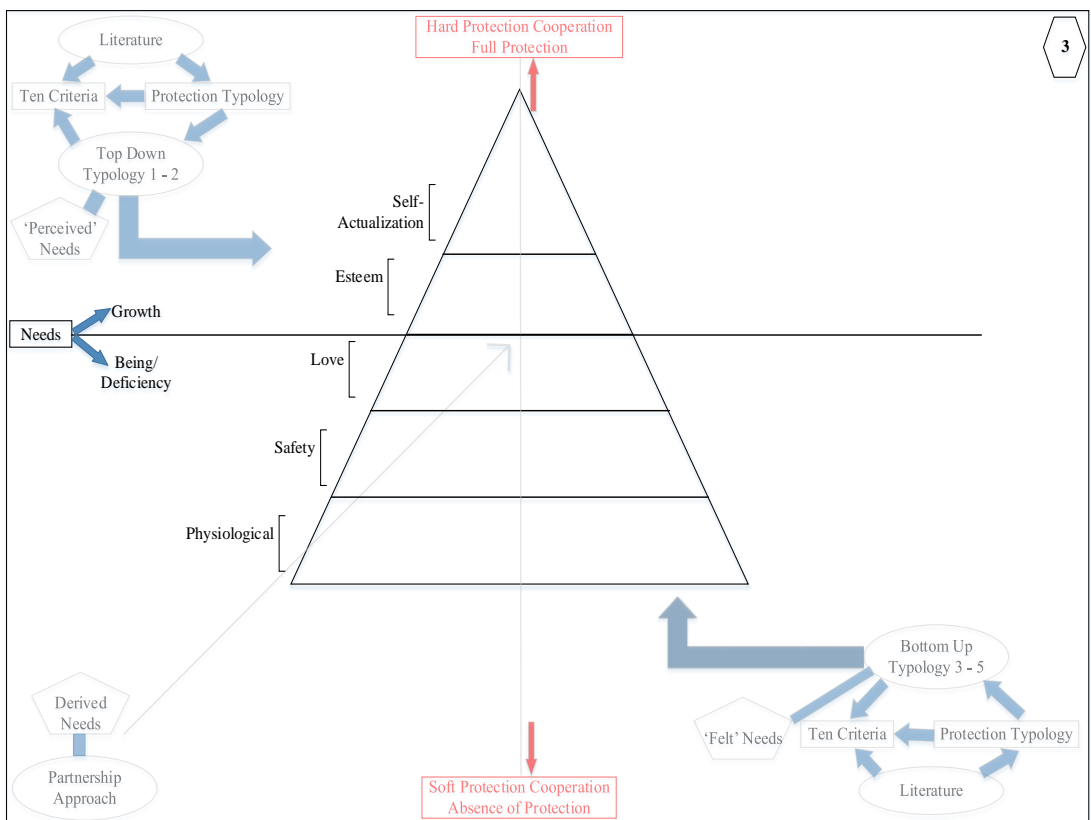 Hard Protection Cooperation
Full Protection
3
Literature
Ten Criteria
Protection Typology
Top Down
Typology 1 - 2
‘Perceived’
Needs
Self-
Actualization
Esteem
Growth
Needs
Being/
Deficiency
Love
Safety
Physiological
Bottom Up
Typology 3 - 5
‘Felt’ Needs
Ten Criteria
Protection Typology
Literature
Derived
Needs
Partnership
Approach
Soft Protection Cooperation
Absence of Protection